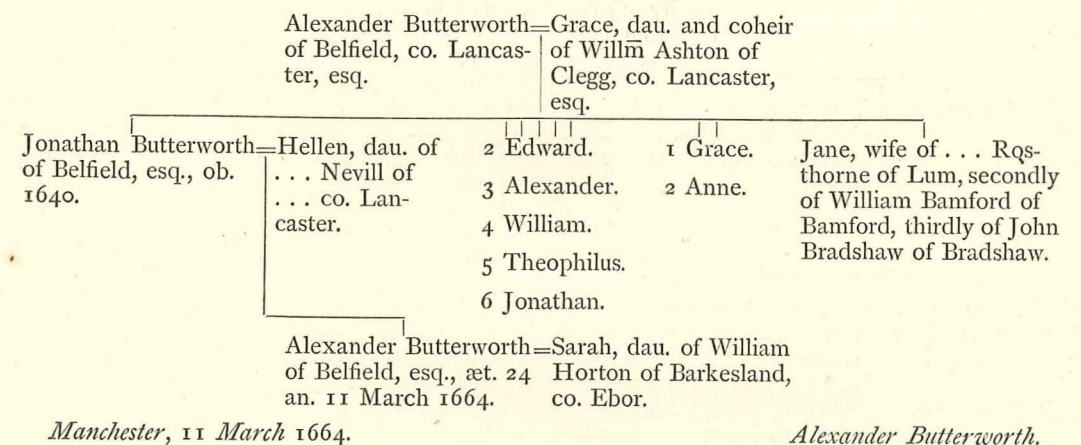 Alexander Butterworth=Grace, dau. and coheir
of Belfield, co. Lancas- of Willm̄ Ashton of
ter, esq. Clegg, co. Lancaster,
esq.
Jonathan Butterworth=Hellen, dau. of
of Belfield, esq., ob. . . . Nevill of
1640. . . . co. Lan-
caster.
2 Edward.
3 Alexander.
4 William.
5 Theophilus.
6 Jonathan.
1 Grace.
2 Anne.
Jane, wife of . . . Ros-
thorne of Lum, secondly
of William Bamford of
Bamford, thirdly of John
Bradshaw of Bradshaw.
Alexander Butterworth=Sarah, dau. of William
of Belfield, esq., æt. 24 Horton of Barkesland,
an. 11 March 1664. co. Ebor.
Manchester, 11 March 1664. Alexander Butterworth.